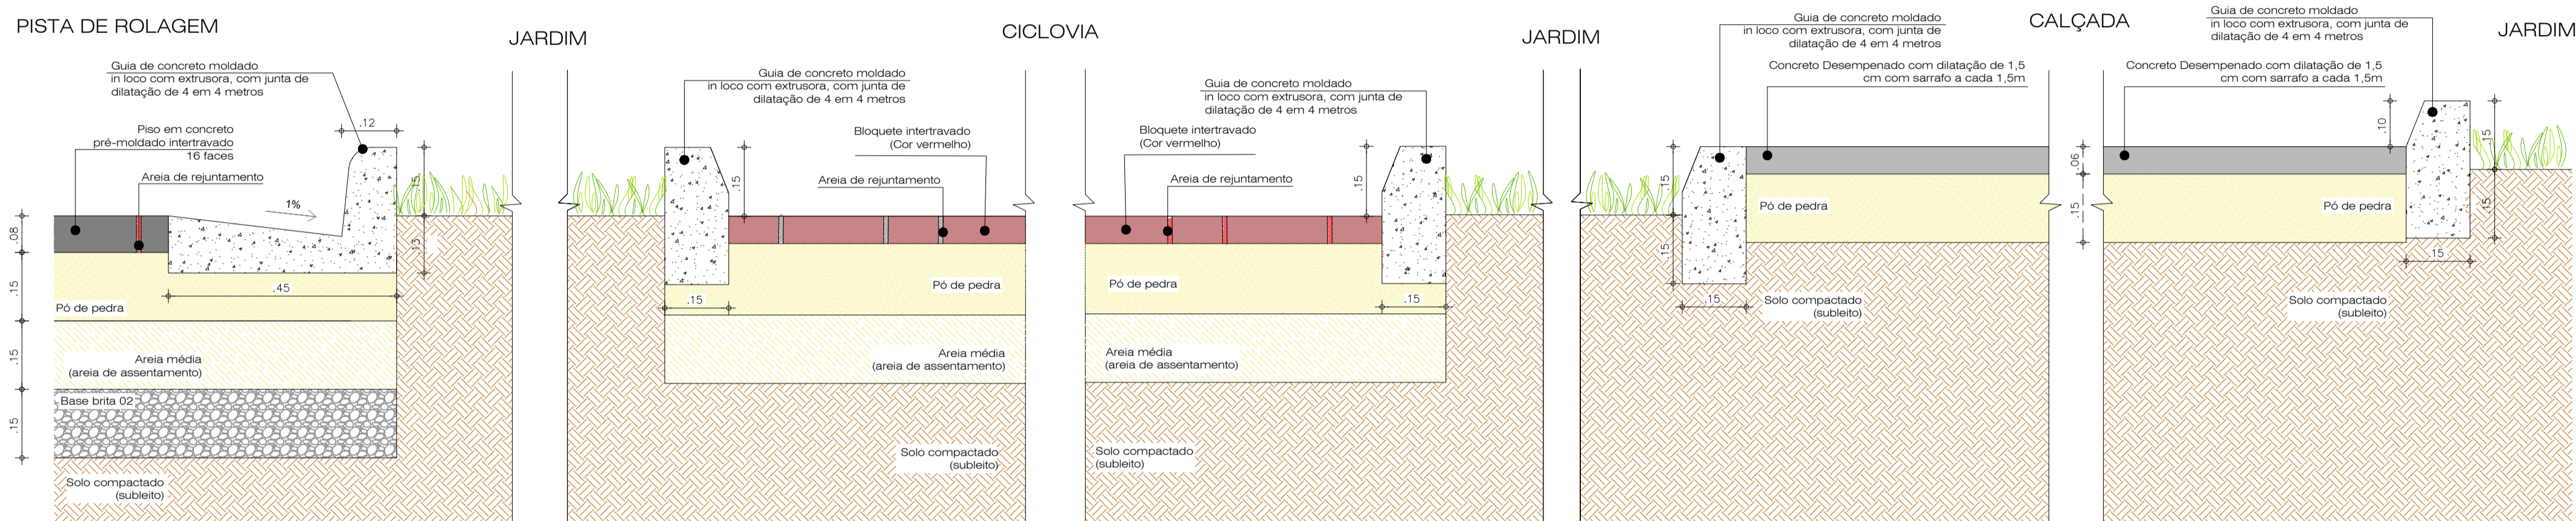 PISTA DE ROLAGEM
Guia de concreto moldado
in loco com extrusora, com junta de
dilatação de 4 em 4 metros
Piso em concreto
pré-moldado intertravado
16 faces
Areia de rejuntamento
1%
.12
.15
.13
.45
.08
.15
.15
.15
Pó de pedra
Areia média
(areia de assentamento)
Base brita 02
Solo compactado
(subleito)
JARDIM
CICLOVIA
Guia de concreto moldado
in loco com extrusora, com junta de
dilatação de 4 em 4 metros
Bloquete intertravado
(Cor vermelho)
Areia de rejuntamento
.15
.15
Pó de pedra
Areia média
(areia de assentamento)
Solo compactado
(subleito)
Guia de concreto moldado
in loco com extrusora, com junta de
dilatação de 4 em 4 metros
Bloquete intertravado
(Cor vermelho)
Areia de rejuntamento
.15
.15
Pó de pedra
Areia média
(areia de assentamento)
Solo compactado
(subleito)
JARDIM
CALÇADA
Guia de concreto moldado
in loco com extrusora, com junta de
dilatação de 4 em 4 metros
Concreto Desempenado com dilatação de 1,5
cm com sarrafo a cada 1,5m
.15
.15
.15
Pó de pedra
Solo compactado
(subleito)
.06
.15
Guia de concreto moldado
in loco com extrusora, com junta de
dilatação de 4 em 4 metros
Concreto Desempenado com dilatação de 1,5
cm com sarrafo a cada 1,5m
.10
.15
.15
.15
Pó de pedra
Solo compactado
(subleito)
JARDIM